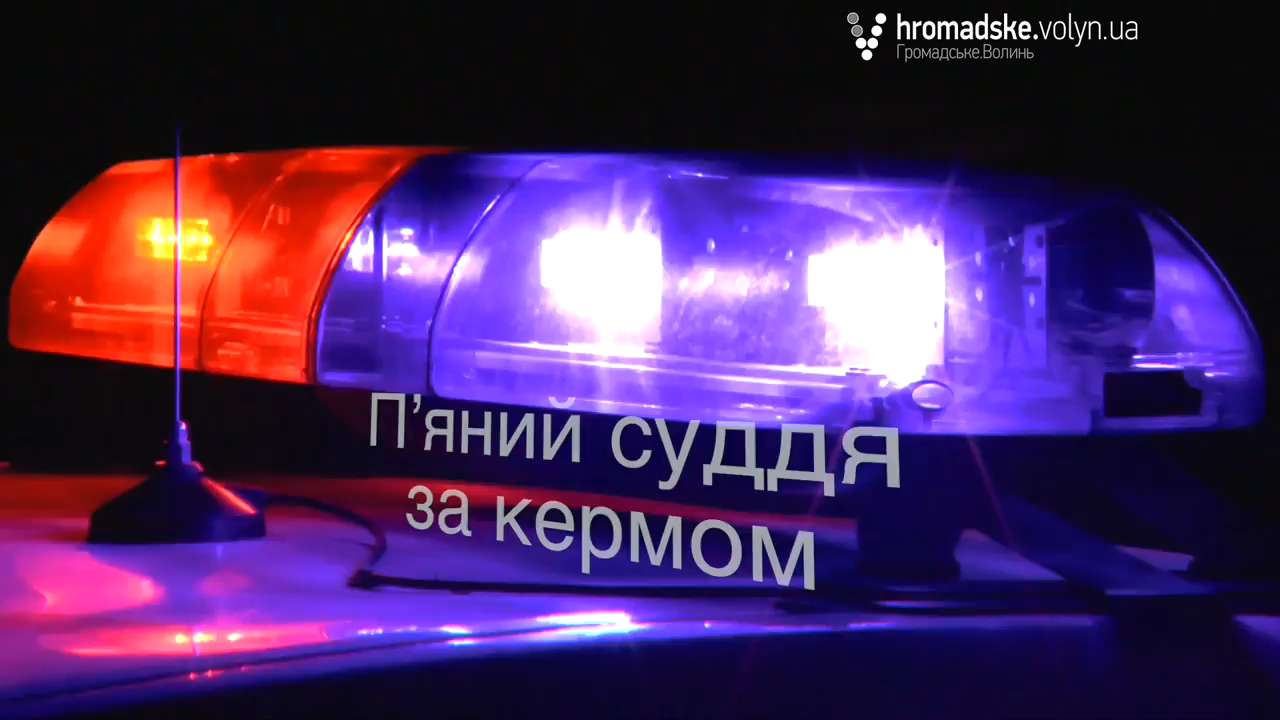 hromadske.volyn.ua
Громадське.Волинь
П’яний суддя
за кермом